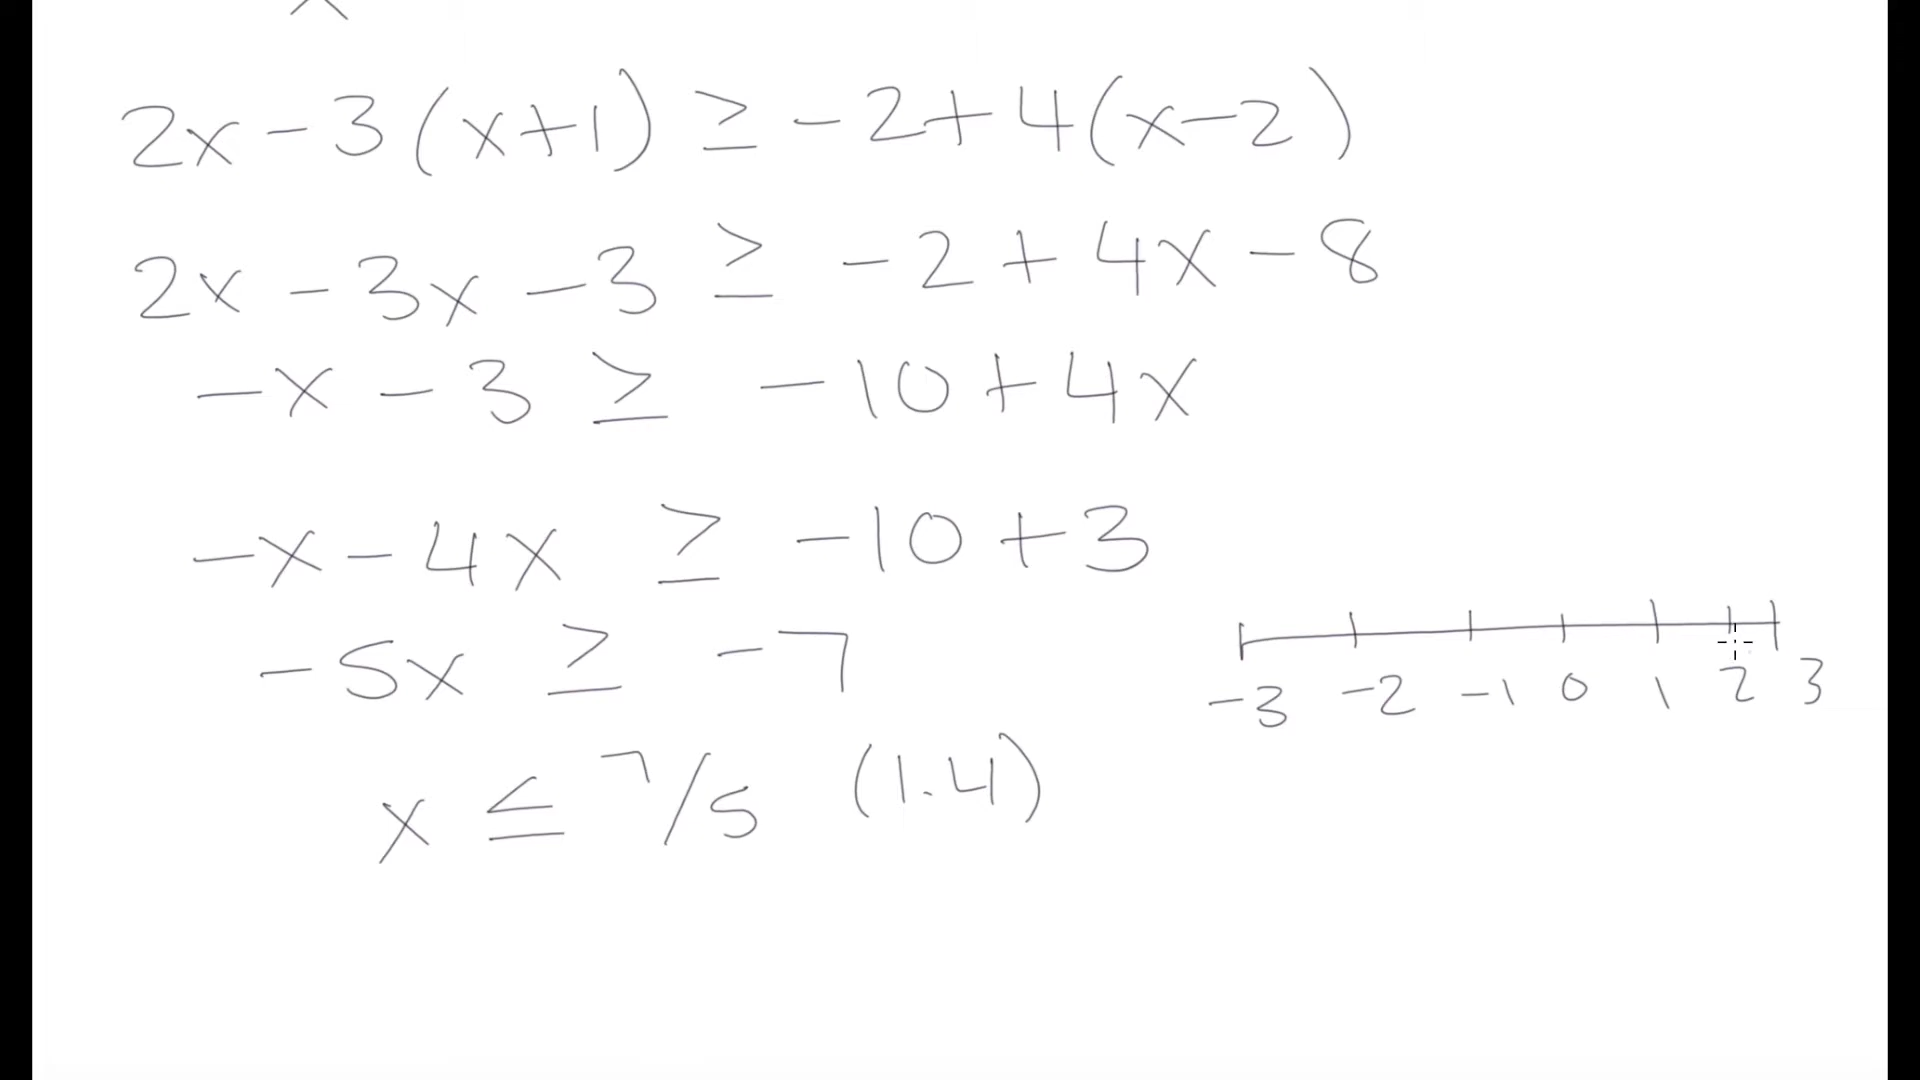 2x - 3(x+1) ≥ -2+4(x-2)
2x - 3x - 3 ≥ -2 + 4x - 8
-x - 3 ≥ -10 + 4x
-x - 4x ≥ -10 + 3
-5x ≥ -7
-3 -2 -1 0 1 2 3
x ≤ 7/5 (1.4)